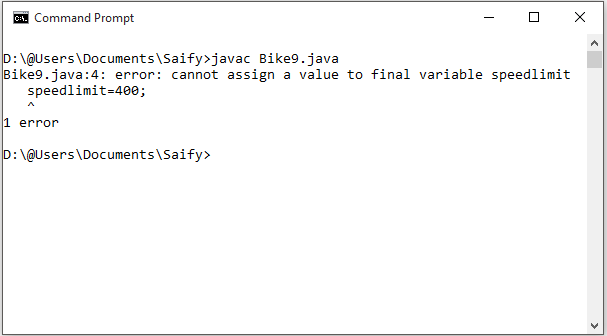 Command Prompt
D:\@Users\Documents\Saify>javac Bike9.java
Bike9.java:4: error: cannot assign a value to final variable speedlimit
   speedlimit=400;
   ^
1 error
D:\@Users\Documents\Saify>